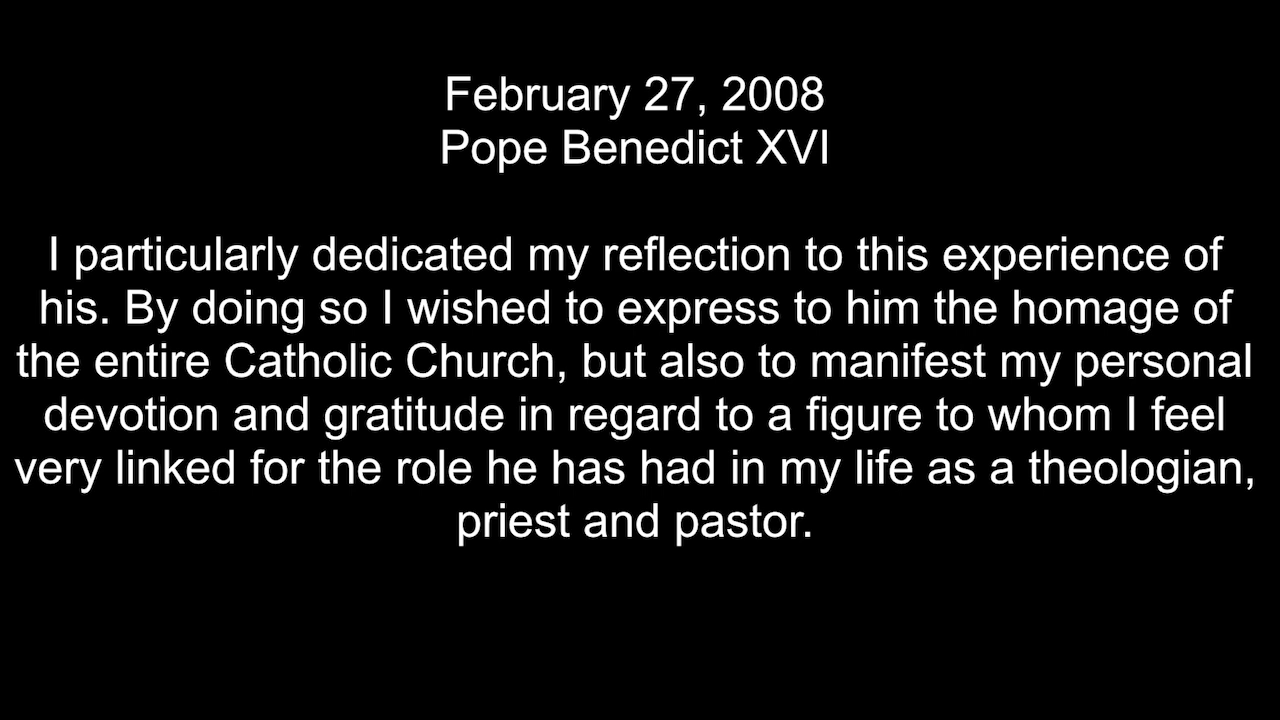 February 27, 2008
Pope Benedict XVI
I particularly dedicated my reflection to this experience of
his. By doing so I wished to express to him the homage of
the entire Catholic Church, but also to manifest my personal
devotion and gratitude in regard to a figure to whom I feel
very linked for the role he has had in my life as a theologian,
priest and pastor.